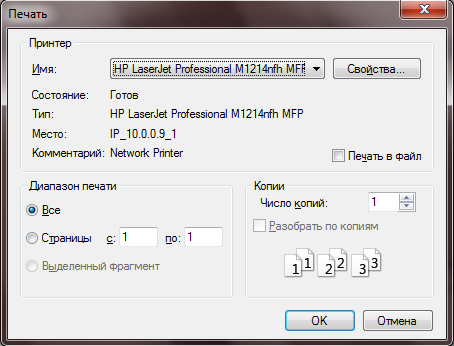 Печать
Принтер
Имя: HP LaserJet Professional M1214nfh MFP Свойства...
Состояние: Готов
Тип: HP LaserJet Professional M1214nfh MFP
Место: IP_10.0.0.9_1
Комментарий: Network Printer Печать в файл
Диапазон печати
Все
Страницы с: 1 по: 1
Выделенный фрагмент
Копии
Число копий: 1
Разобрать по копиям
1 1 2 2 3 3
OK Отмена